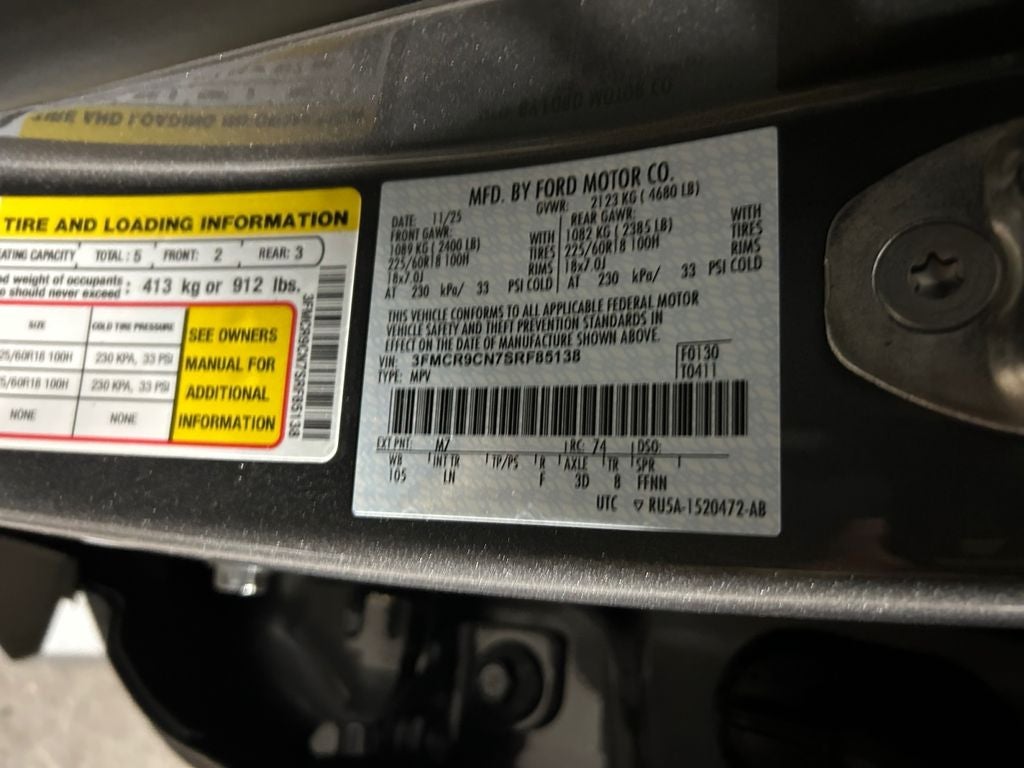 TIRE AND LOADING INFORMATION
TIRE AND LOADING INFORMATION
ATING CAPACITY TOTAL : 5 FRONT: 2 REAR: 3
d weight of occupants
o should never exceed : 413 kg or 912 lbs.
SIZE COLD TIRE PRESSURE
25/60R18 100H 230 KPA, 33 PSI
5/60R18 100H 230 KPA, 33 PSI
NONE NONE
SEE OWNERS
MANUAL FOR
ADDITIONAL
INFORMATION
3FMCR9CN7SRF85138
MFD. BY FORD MOTOR CO.
DATE: 11/25 GVWR: 2123 KG ( 4680 LB)
FRONT GAWR: REAR GAWR:
1089 KG ( 2400 LB) WITH 1082 KG ( 2385 LB) WITH
225/60R18 100H TIRES 225/60R18 100H TIRES
18x7.0J RIMS 18x7.0J RIMS
AT 230 kPa/ 33 PSI COLD AT 230 kPa/ 33 PSI COLD
THIS VEHICLE CONFORMS TO ALL APPLICABLE FEDERAL MOTOR
VEHICLE SAFETY AND THEFT PREVENTION STANDARDS IN
EFFECT ON THE DATE OF MANUFACTURE SHOWN ABOVE.
VIN: 3FMCR9CN7SRF85138 F0130
TYPE: MPV T0411
EXT PNT: M7 RC: 74 DSO:
WB INT TR TP/PS R AXLE TR SPR
105 LN F 3D 8 FFNN
UTC ▽ RU5A-1520472-AB